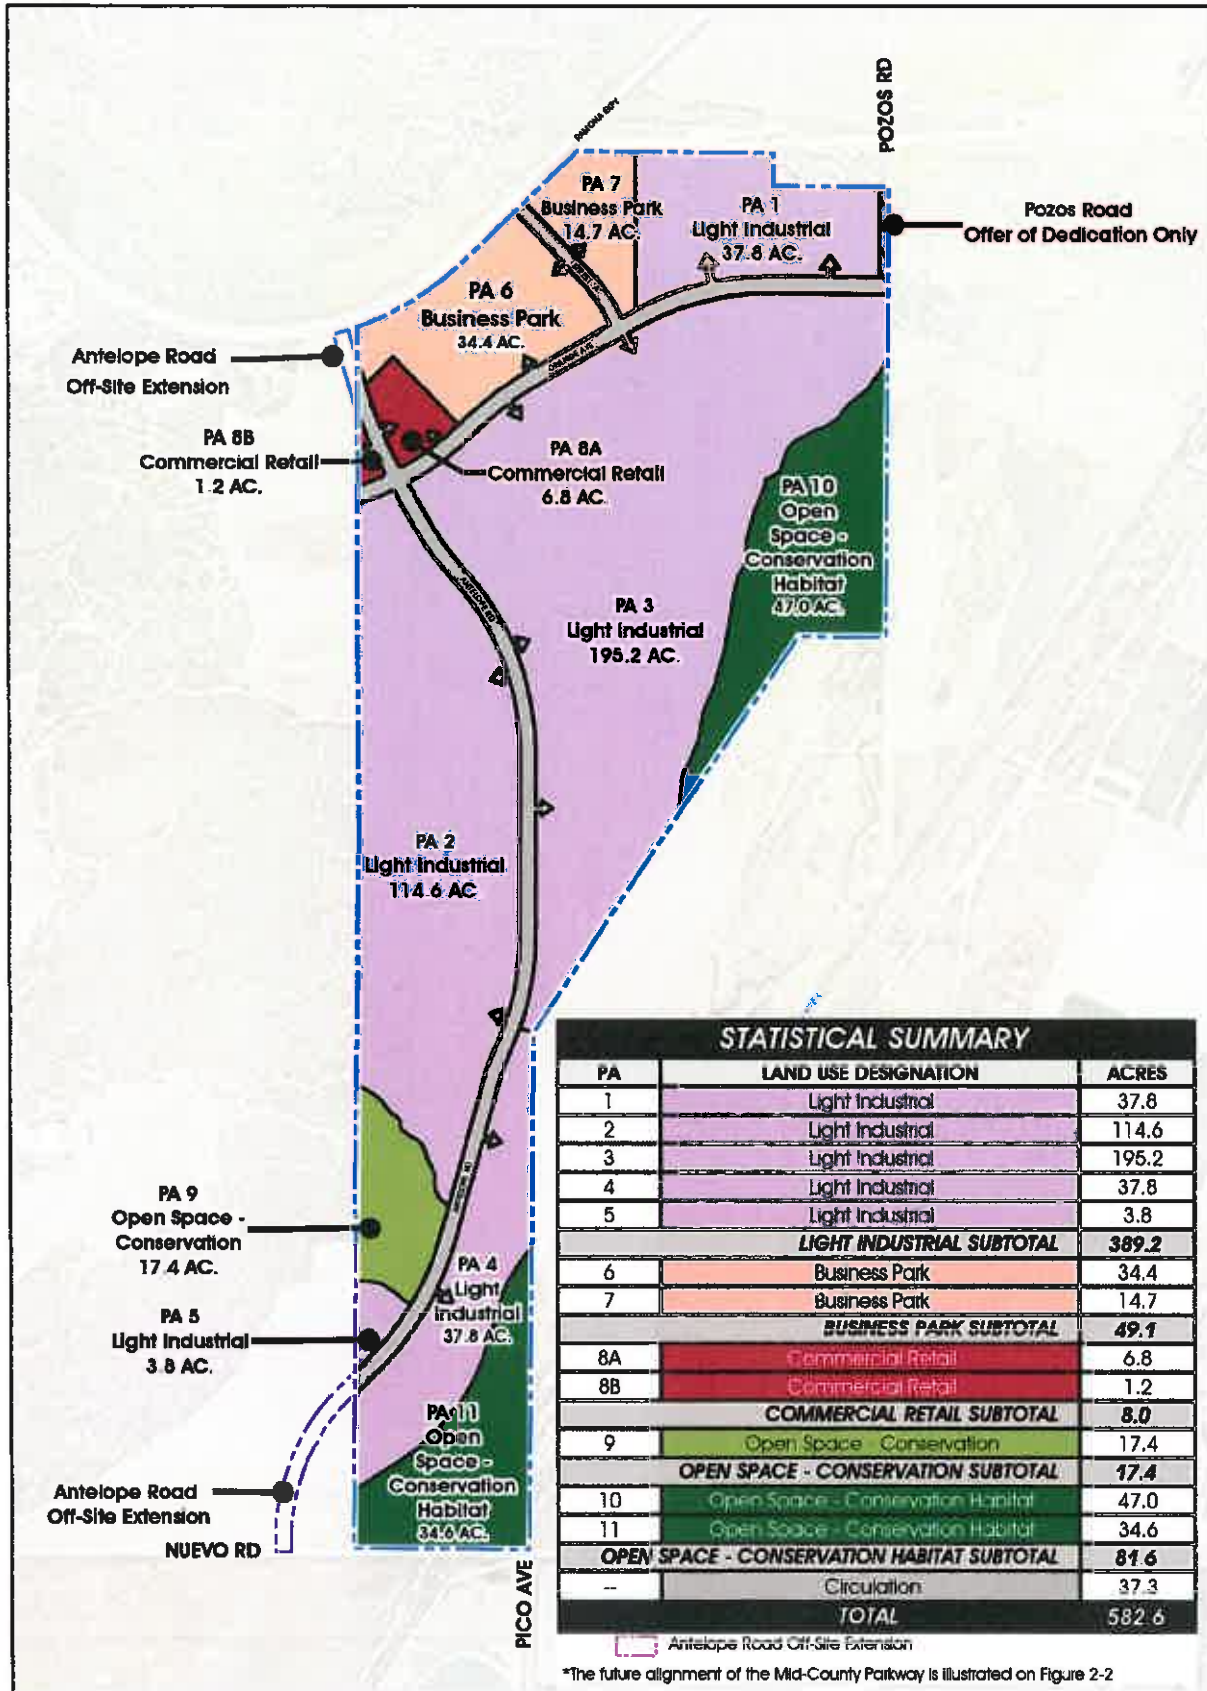 POZOS RD
RAMONA EXPY
PA 7
Business Park
14.7 AC.
PA 1
Light Industrial
37.8 AC.
Pozos Road
Offer of Dedication Only
PA 6
Business Park
34.4 AC.
Antelope Road
Off-Site Extension
PA 8B
Commercial Retail
1.2 AC.
PA 8A
Commercial Retail
6.8 AC.
PA 10
Open
Space -
Conservation
Habitat
47.0 AC.
ANTELOPE RD
PA 3
Light Industrial
195.2 AC.
PA 2
Light Industrial
114.6 AC
PA 9
Open Space -
Conservation
17.4 AC.
PA 4
Light
Industrial
37.8 AC.
PA 5
Light Industrial
3.8 AC.
PA 11
Open
Space -
Conservation
Habitat
34.6 AC.
Antelope Road
Off-Site Extension
NUEVO RD
PICO AVE
STATISTICAL SUMMARY
PA LAND USE DESIGNATION ACRES
1 Light Industrial 37.8
2 Light Industrial 114.6
3 Light Industrial 195.2
4 Light Industrial 37.8
5 Light Industrial 3.8
LIGHT INDUSTRIAL SUBTOTAL 389.2
6 Business Park 34.4
7 Business Park 14.7
BUSINESS PARK SUBTOTAL 49.1
8A Commercial Retail 6.8
8B Commercial Retail 1.2
COMMERCIAL RETAIL SUBTOTAL 8.0
9 Open Space - Conservation 17.4
OPEN SPACE - CONSERVATION SUBTOTAL 17.4
10 Open Space - Conservation Habitat 47.0
11 Open Space - Conservation Habitat 34.6
OPEN SPACE - CONSERVATION HABITAT SUBTOTAL 81.6
-- Circulation 37.3
TOTAL 582.6
Antelope Road Off-Site Extension
*The future alignment of the Mid-County Parkway is illustrated on Figure 2-2